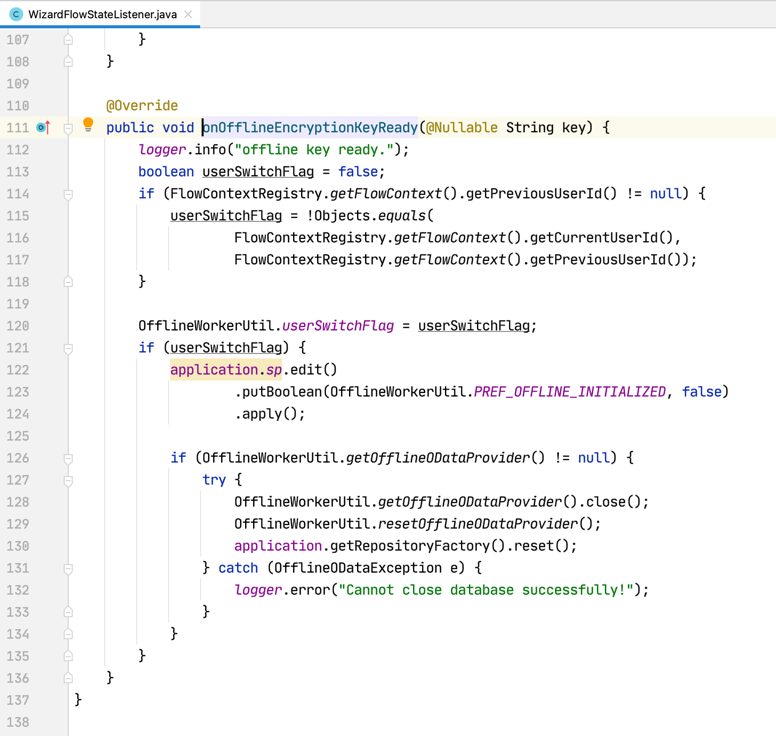 C WizardFlowStateListener.java
107 }
108 }
109
110 @Override
111 public void onOfflineEncryptionKeyReady(@Nullable String key) {
112 logger.info("offline key ready.");
113 boolean userSwitchFlag = false;
114 if (FlowContextRegistry.getFlowContext().getPreviousUserId() != null) {
115 userSwitchFlag = !Objects.equals(
116 FlowContextRegistry.getFlowContext().getCurrentUserId(),
117 FlowContextRegistry.getFlowContext().getPreviousUserId());
118 }
119
120 OfflineWorkerUtil.userSwitchFlag = userSwitchFlag;
121 if (userSwitchFlag) {
122 application.sp.edit()
123 .putBoolean(OfflineWorkerUtil.PREF_OFFLINE_INITIALIZED, false)
124 .apply();
125
126 if (OfflineWorkerUtil.getOfflineODataProvider() != null) {
127 try {
128 OfflineWorkerUtil.getOfflineODataProvider().close();
129 OfflineWorkerUtil.resetOfflineODataProvider();
130 application.getRepositoryFactory().reset();
131 } catch (OfflineODataException e) {
132 logger.error("Cannot close database successfully!");
133 }
134 }
135 }
136 }
137 }
138